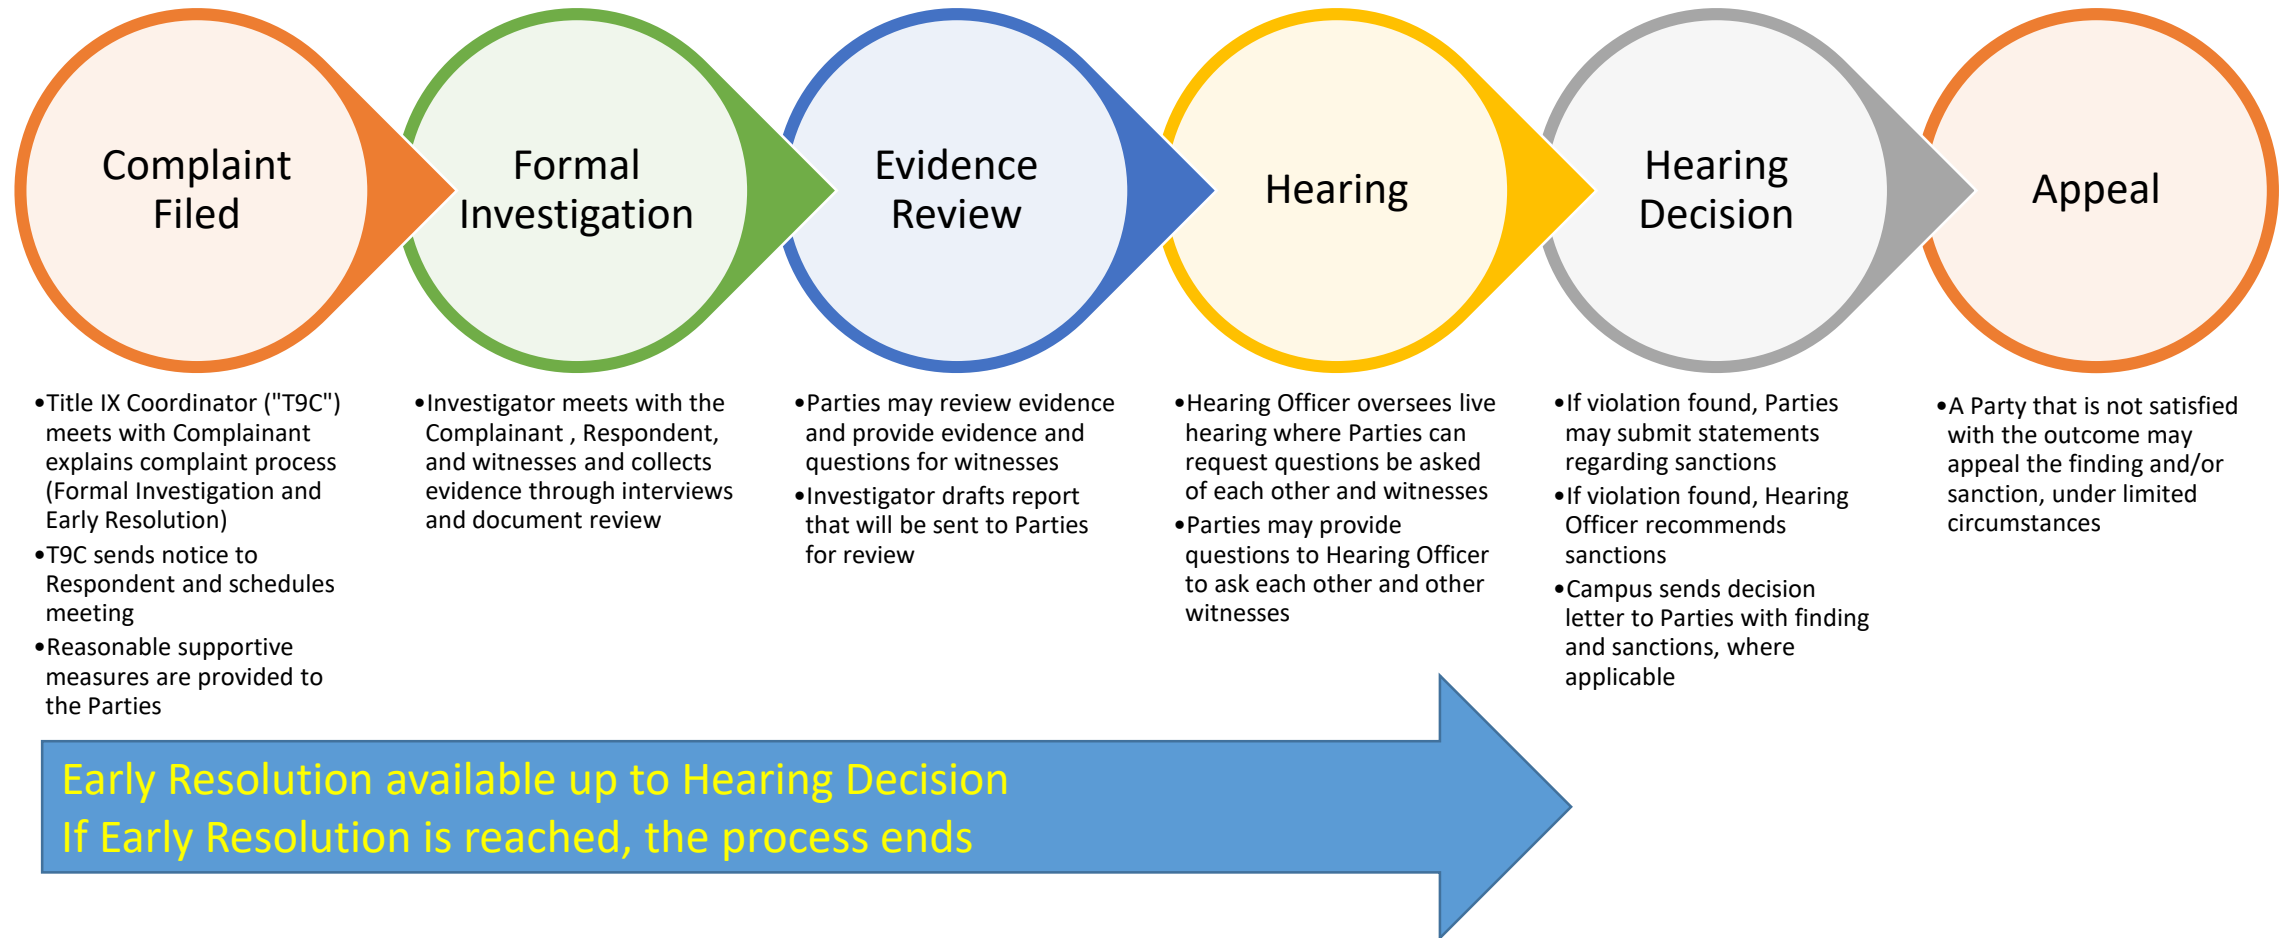 Complaint
Filed
Formal
Investigation
Evidence
Review
Hearing
Hearing
Decision
Appeal
•Title IX Coordinator ("T9C")
meets with Complainant
explains complaint process
(Formal Investigation and
Early Resolution)
•T9C sends notice to
Respondent and schedules
meeting
•Reasonable supportive
measures are provided to
the Parties
•Investigator meets with the
Complainant , Respondent,
and witnesses and collects
evidence through interviews
and document review
•Parties may review evidence
and provide evidence and
questions for witnesses
•Investigator drafts report
that will be sent to Parties
for review
•Hearing Officer oversees live
hearing where Parties can
request questions be asked
of each other and witnesses
•Parties may provide
questions to Hearing Officer
to ask each other and other
witnesses
•If violation found, Parties
may submit statements
regarding sanctions
•If violation found, Hearing
Officer recommends
sanctions
•Campus sends decision
letter to Parties with finding
and sanctions, where
applicable
•A Party that is not satisfied
with the outcome may
appeal the finding and/or
sanction, under limited
circumstances
Early Resolution available up to Hearing Decision
If Early Resolution is reached, the process ends